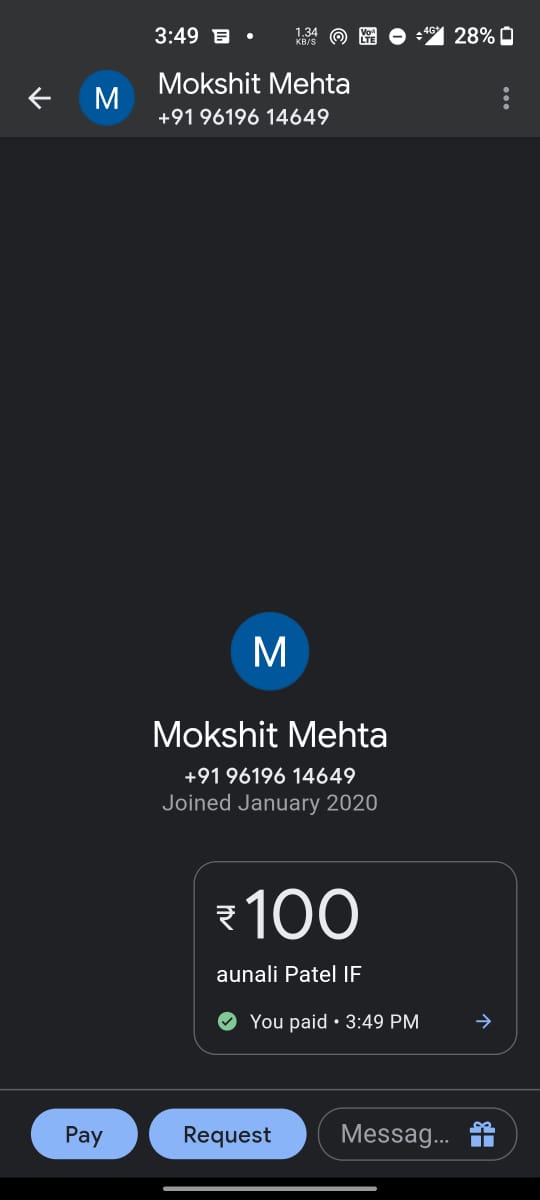 3:49 1.34 KB/S Vo LTE 4G+ 28%
M Mokshit Mehta
+91 96196 14649
M
Mokshit Mehta
+91 96196 14649
Joined January 2020
₹100
aunali Patel IF
You paid • 3:49 PM
Pay Request Messag...